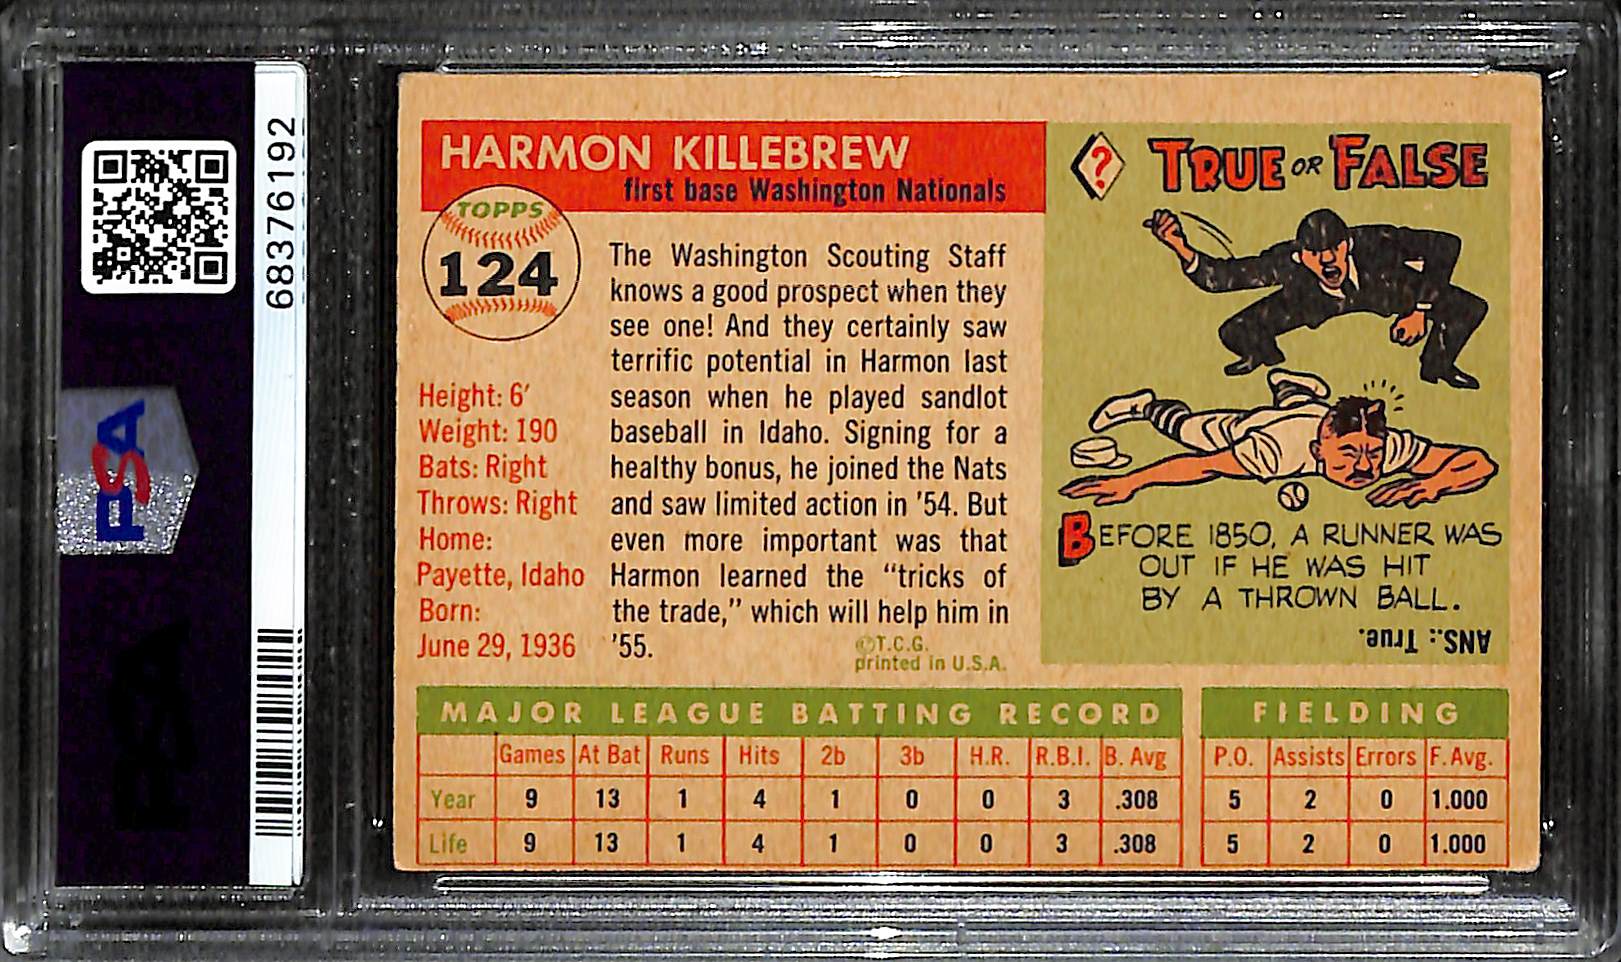 68376192
PSA
HARMON KILLEBREW
first base Washington Nationals
TOPPS
124
The Washington Scouting Staff
knows a good prospect when they
see one! And they certainly saw
terrific potential in Harmon last
season when he played sandlot
baseball in Idaho. Signing for a
healthy bonus, he joined the Nats
and saw limited action in '54. But
even more important was that
Harmon learned the "tricks of
the trade," which will help him in
'55.
©T.C.G.
printed in U.S.A.
Height: 6'
Weight: 190
Bats: Right
Throws: Right
Home:
Payette, Idaho
Born:
June 29, 1936
? TRUE OR FALSE
BEFORE 1850, A RUNNER WAS
OUT IF HE WAS HIT
BY A THROWN BALL.
ANS.: True.
MAJOR LEAGUE BATTING RECORD
Games At Bat Runs Hits 2b 3b H.R. R.B.I. B. Avg
Year 9 13 1 4 1 0 0 3 .308
Life 9 13 1 4 1 0 0 3 .308
FIELDING
P.O. Assists Errors F. Avg.
5 2 0 1.000
5 2 0 1.000